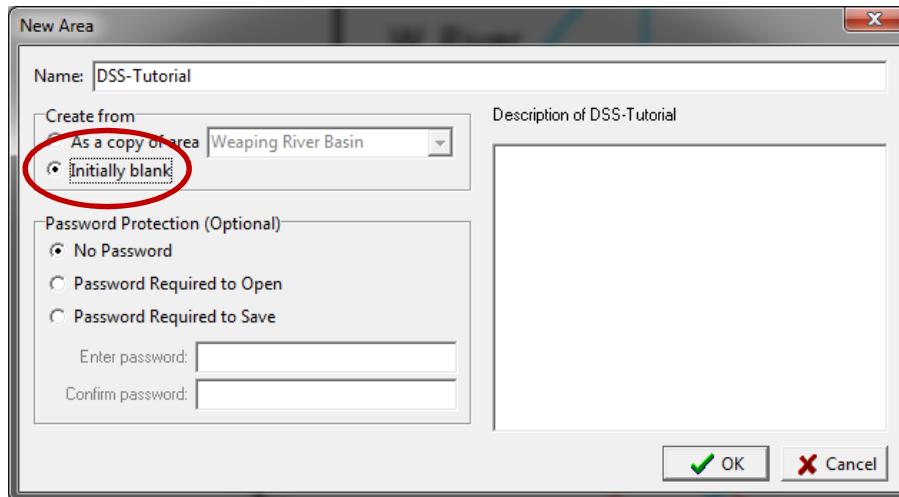 New Area
W River
Name: DSS-Tutorial
Create from
As a copy of area Weaping River Basin
Initially blank
Description of DSS-Tutorial
Password Protection (Optional)
No Password
Password Required to Open
Password Required to Save
Enter password:
Confirm password:
OK Cancel